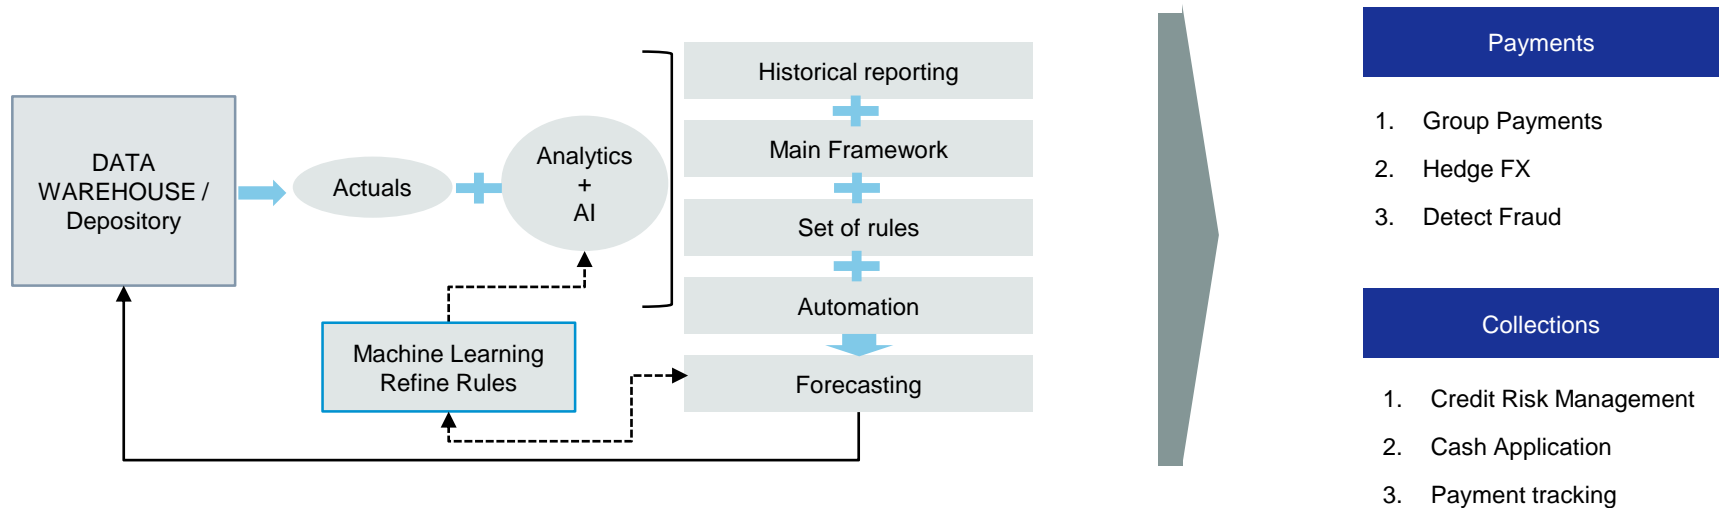 DATA
WAREHOUSE /
Depository
Actuals
Analytics
+
AI
Machine Learning
Refine Rules
Historical reporting
Main Framework
Set of rules
Automation
Forecasting
Payments
1. Group Payments
2. Hedge FX
3. Detect Fraud
Collections
1. Credit Risk Management
2. Cash Application
3. Payment tracking